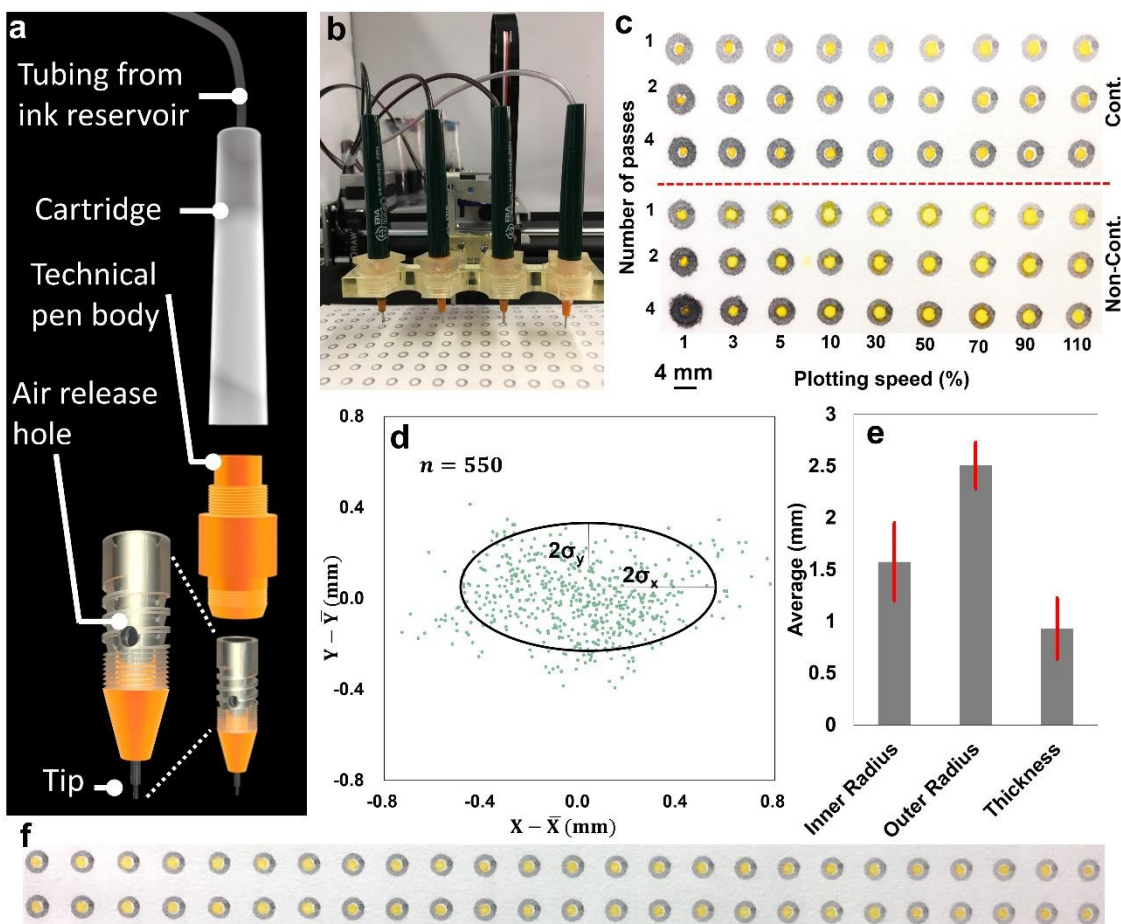 a
Tubing from
ink reservoir
Cartridge
Technical
pen body
Air release
hole
Tip
b
c
Number of passes
1
2
4
Cont.
1
2
4
Non-Cont.
1 3 5 10 30 50 70 90 110
4 mm
Plotting speed (%)
d
n = 550
2σy
2σx
Y − Ȳ (mm)
0.8
0.4
0.0
-0.4
-0.8
-0.8 -0.4 0.0 0.4 0.8
X − X̄ (mm)
e
Average (mm)
3
2.5
2
1.5
1
0.5
0
Inner Radius
Outer Radius
Thickness
f